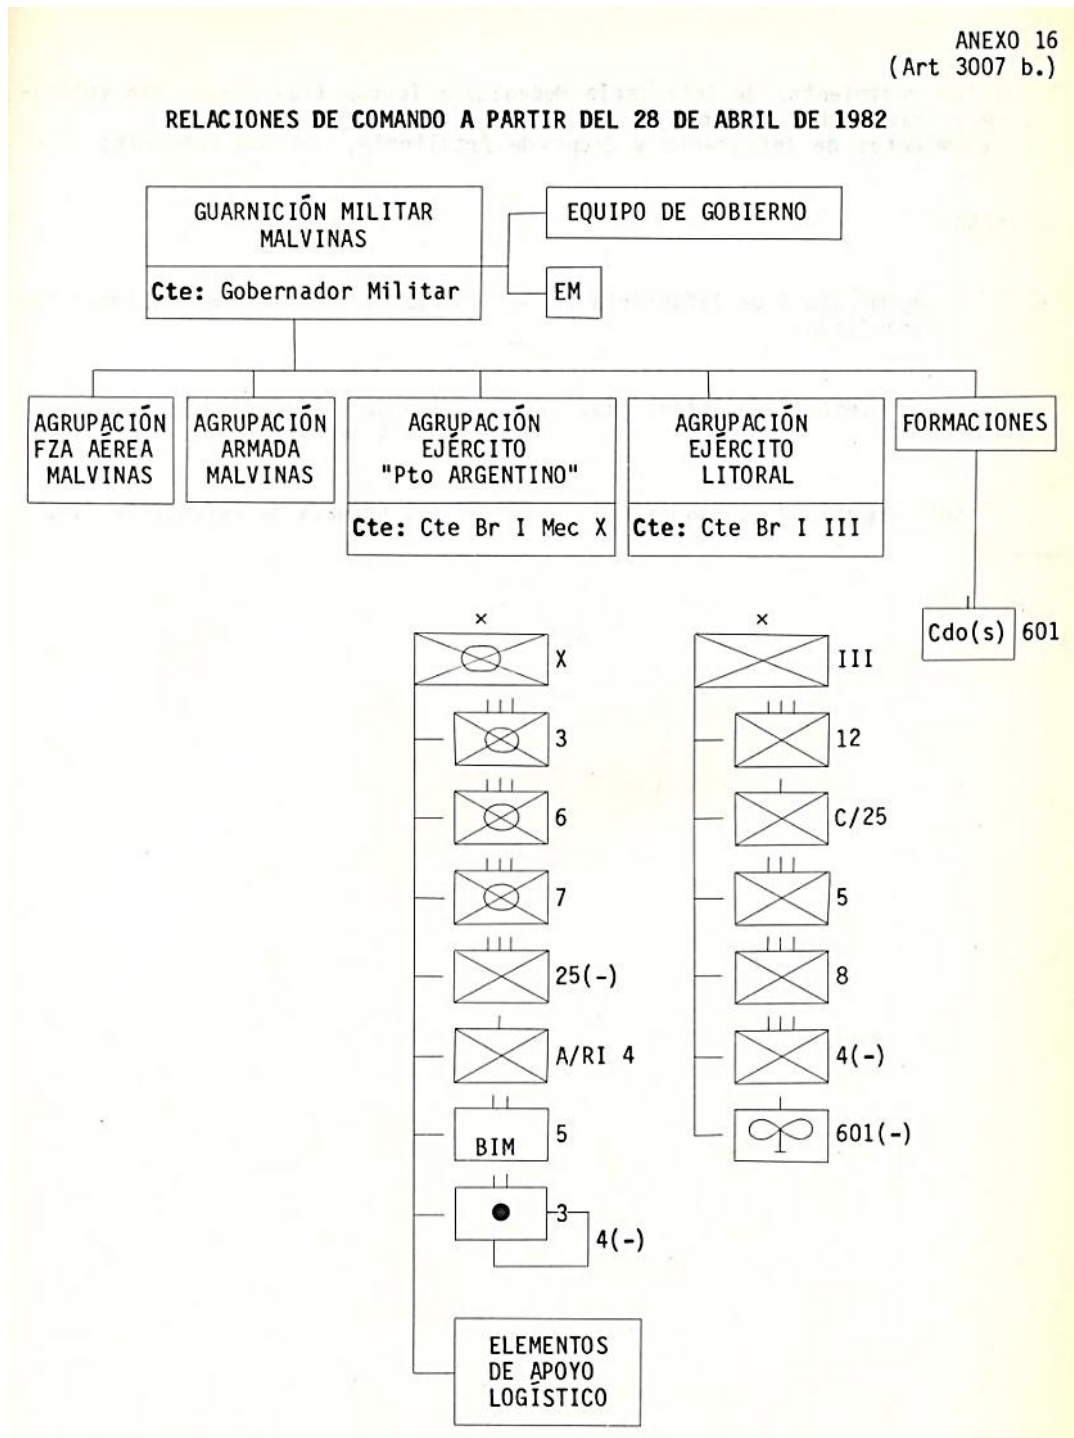 ANEXO 16
(Art 3007 b.)
RELACIONES DE COMANDO A PARTIR DEL 28 DE ABRIL DE 1982
GUARNICIÓN MILITAR
MALVINAS
Cte: Gobernador Militar
EQUIPO DE GOBIERNO
EM
AGRUPACIÓN
FZA AÉREA
MALVINAS
AGRUPACIÓN
ARMADA
MALVINAS
AGRUPACIÓN
EJÉRCITO
"Pto ARGENTINO"
Cte: Cte Br I Mec X
AGRUPACIÓN
EJÉRCITO
LITORAL
Cte: Cte Br I III
FORMACIONES
Cdo(s) 601
X
3
6
7
25(-)
A/RI 4
BIM 5
3
4(-)
ELEMENTOS
DE APOYO
LOGÍSTICO
III
12
C/25
5
8
4(-)
601(-)